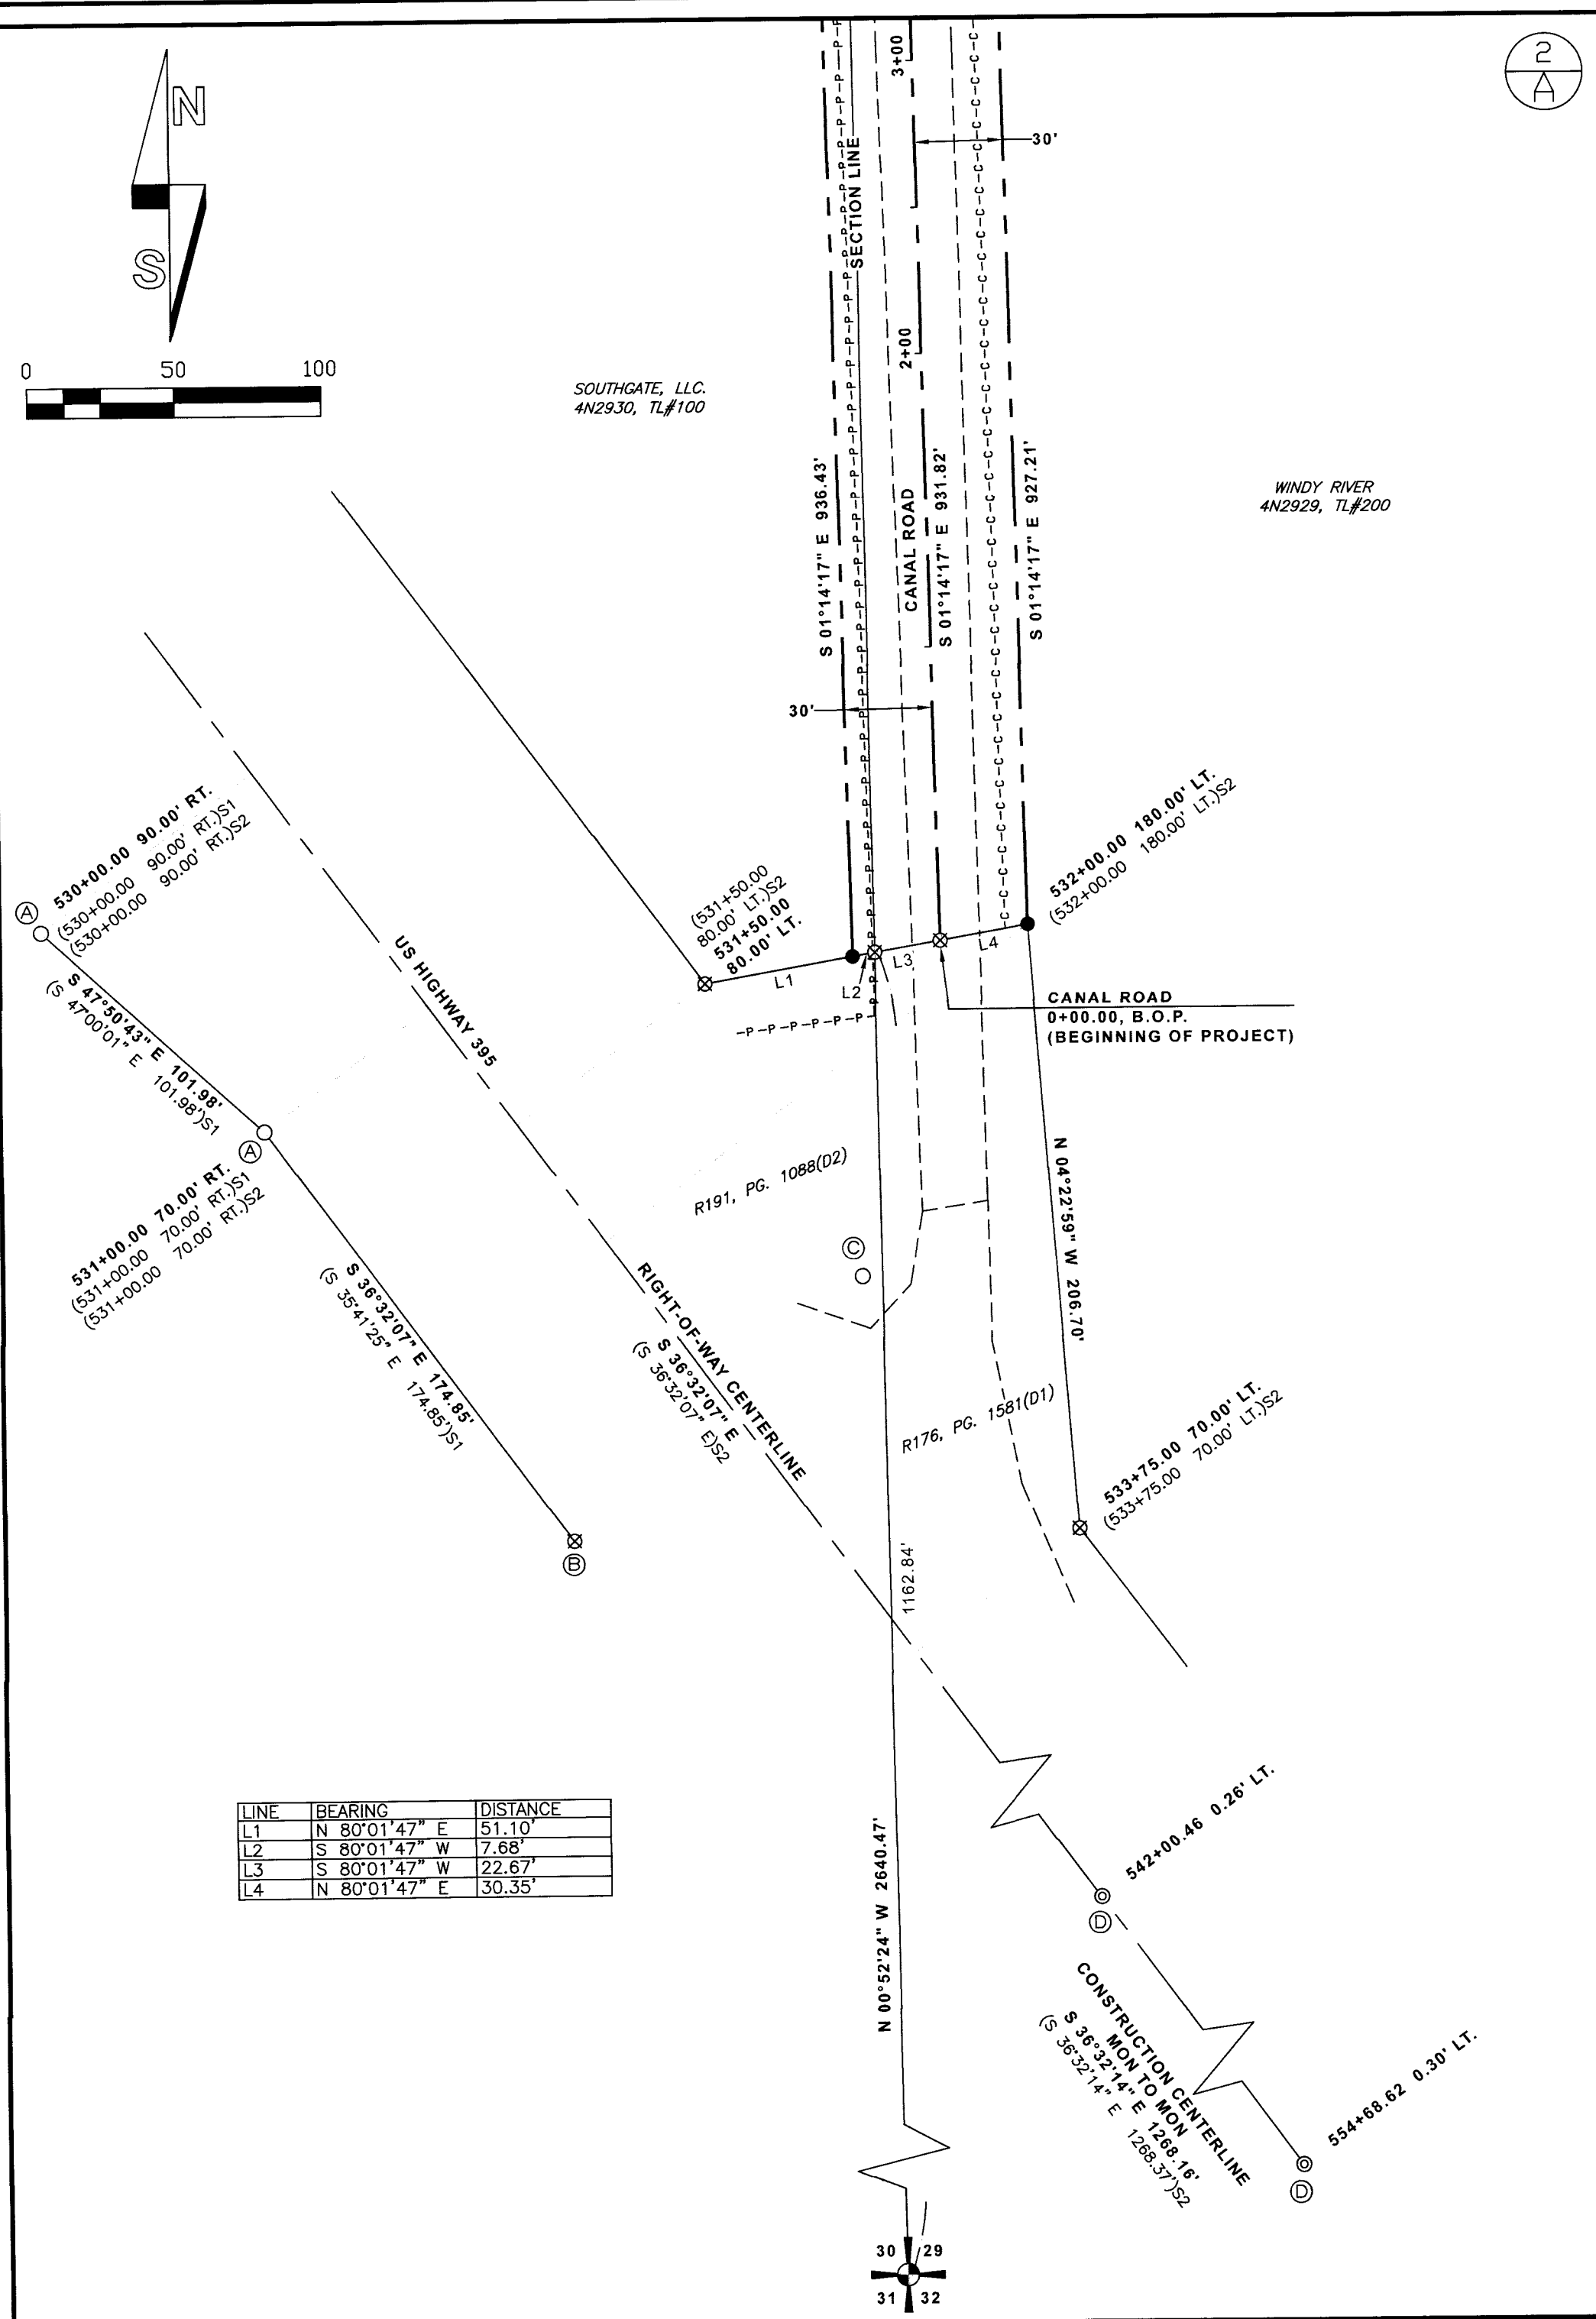 N
S
0 50 100
2
A
3+00
30'
SECTION LINE
2+00
SOUTHGATE, LLC.
4N2930, TL#100
WINDY RIVER
4N2929, TL#200
S 01°14'17" E 936.43'
CANAL ROAD
S 01°14'17" E 931.82'
S 01°14'17" E 927.21'
30'
530+00.00 90.00' RT.
(530+00.00 90.00' RT.)S1
(530+00.00 90.00' RT.)S2
A
S 47°50'43" E 101.98'
(S 47°00'01" E 101.98')S1
US HIGHWAY 395
(531+50.00
80.00' LT.)S2
531+50.00
80.00' LT.
L1
L2
L3
L4
532+00.00 180.00' LT.
(532+00.00 180.00' LT.)S2
CANAL ROAD
0+00.00, B.O.P.
(BEGINNING OF PROJECT)
-P-P-P-P-P-P
A
531+00.00 70.00' RT.
(531+00.00 70.00' RT.)S1
(531+00.00 70.00' RT.)S2
R191, PG. 1088(D2)
N 04°22'59" W 206.70'
C
S 36°32'07" E 174.85'
(S 35°41'25" E 174.85')S1
RIGHT-OF-WAY CENTERLINE
S 36°32'07" E
(S 36°32'07" E)S2
R176, PG. 1581(D1)
533+75.00 70.00' LT.
(533+75.00 70.00' LT.)S2
B
1162.84'
LINE BEARING DISTANCE
L1 N 80°01'47" E 51.10'
L2 S 80°01'47" W 7.68'
L3 S 80°01'47" W 22.67'
L4 N 80°01'47" E 30.35'
N 00°52'24" W 2640.47'
542+00.46 0.26' LT.
D
CONSTRUCTION CENTERLINE
MON TO MON
S 36°32'14" E 1268.16'
(S 36°32'14" E 1268.37')S2
554+68.62 0.30' LT.
D
30 29
31 32